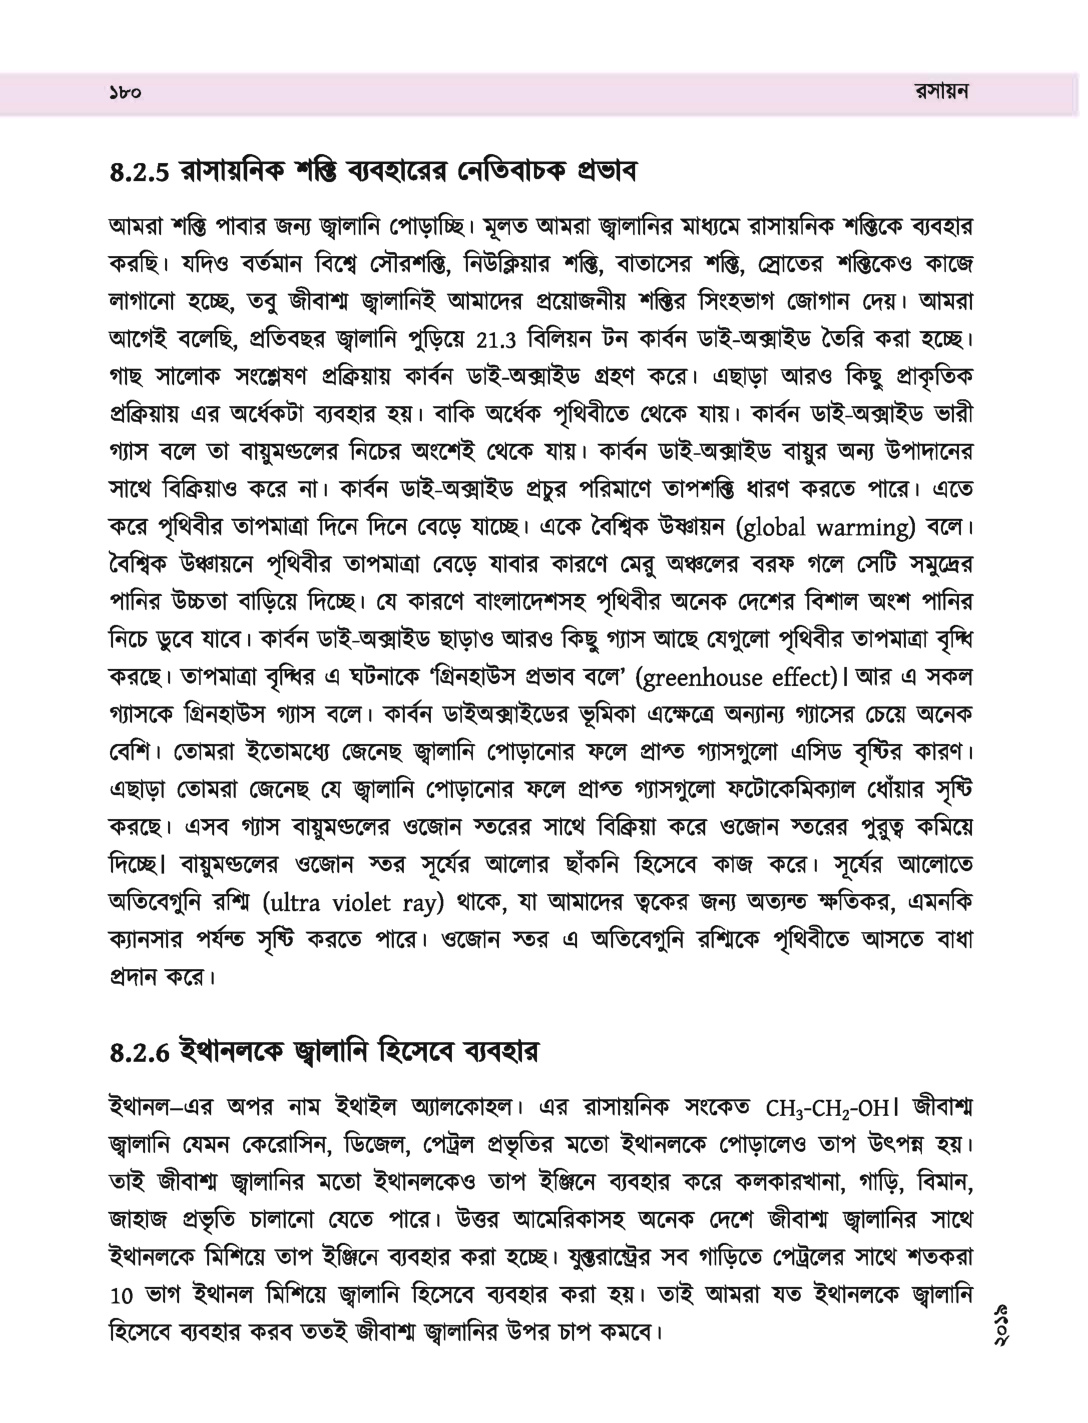 ১৮০ রসায়ন
8.2.5 রাসায়নিক শক্তি ব্যবহারের নেতিবাচক প্রভাব
আমরা শক্তি পাবার জন্য জ্বালানি পোড়াচ্ছি। মূলত আমরা জ্বালানির মাধ্যমে রাসায়নিক শক্তিকে ব্যবহার
করছি। যদিও বর্তমান বিশ্বে সৌরশক্তি, নিউক্লিয়ার শক্তি, বাতাসের শক্তি, স্রোতের শক্তিকেও কাজে
লাগানো হচ্ছে, তবু জীবাশ্ম জ্বালানিই আমাদের প্রয়োজনীয় শক্তির সিংহভাগ জোগান দেয়। আমরা
আগেই বলেছি, প্রতিবছর জ্বালানি পুড়িয়ে 21.3 বিলিয়ন টন কার্বন ডাই-অক্সাইড তৈরি করা হচ্ছে।
গাছ সালোক সংশ্লেষণ প্রক্রিয়ায় কার্বন ডাই-অক্সাইড গ্রহণ করে। এছাড়া আরও কিছু প্রাকৃতিক
প্রক্রিয়ায় এর অর্ধেকটা ব্যবহার হয়। বাকি অর্ধেক পৃথিবীতে থেকে যায়। কার্বন ডাই-অক্সাইড ভারী
গ্যাস বলে তা বায়ুমণ্ডলের নিচের অংশেই থেকে যায়। কার্বন ডাই-অক্সাইড বায়ুর অন্য উপাদানের
সাথে বিক্রিয়াও করে না। কার্বন ডাই-অক্সাইড প্রচুর পরিমাণে তাপশক্তি ধারণ করতে পারে। এতে
করে পৃথিবীর তাপমাত্রা দিনে দিনে বেড়ে যাচ্ছে। একে বৈশ্বিক উষ্ণায়ন (global warming) বলে।
বৈশ্বিক উঞ্চায়নে পৃথিবীর তাপমাত্রা বেড়ে যাবার কারণে মেরু অঞ্চলের বরফ গলে সেটি সমুদ্রের
পানির উচ্চতা বাড়িয়ে দিচ্ছে। যে কারণে বাংলাদেশসহ পৃথিবীর অনেক দেশের বিশাল অংশ পানির
নিচে ডুবে যাবে। কার্বন ডাই-অক্সাইড ছাড়াও আরও কিছু গ্যাস আছে যেগুলো পৃথিবীর তাপমাত্রা বৃদ্ধি
করছে। তাপমাত্রা বৃদ্ধির এ ঘটনাকে ‘গ্রিনহাউস প্রভাব বলে’ (greenhouse effect)। আর এ সকল
গ্যাসকে গ্রিনহাউস গ্যাস বলে। কার্বন ডাইঅক্সাইডের ভূমিকা এক্ষেত্রে অন্যান্য গ্যাসের চেয়ে অনেক
বেশি। তোমরা ইতোমধ্যে জেনেছ জ্বালানি পোড়ানোর ফলে প্রাপ্ত গ্যাসগুলো এসিড বৃষ্টির কারণ।
এছাড়া তোমরা জেনেছ যে জ্বালানি পোড়ানোর ফলে প্রাপ্ত গ্যাসগুলো ফটোকেমিক্যাল ধোঁয়ার সৃষ্টি
করছে। এসব গ্যাস বায়ুমণ্ডলের ওজোন স্তরের সাথে বিক্রিয়া করে ওজোন স্তরের পুরুত্ব কমিয়ে
দিচ্ছে। বায়ুমণ্ডলের ওজোন স্তর সূর্যের আলোর ছাঁকনি হিসেবে কাজ করে। সূর্যের আলোতে
অতিবেগুনি রশ্মি (ultra violet ray) থাকে, যা আমাদের ত্বকের জন্য অত্যন্ত ক্ষতিকর, এমনকি
ক্যানসার পর্যন্ত সৃষ্টি করতে পারে। ওজোন স্তর এ অতিবেগুনি রশ্মিকে পৃথিবীতে আসতে বাধা
প্রদান করে।
8.2.6 ইথানলকে জ্বালানি হিসেবে ব্যবহার
ইথানল–এর অপর নাম ইথাইল অ্যালকোহল। এর রাসায়নিক সংকেত CH₃-CH₂-OH। জীবাশ্ম
জ্বালানি যেমন কেরোসিন, ডিজেল, পেট্রল প্রভৃতির মতো ইথানলকে পোড়ালেও তাপ উৎপন্ন হয়।
তাই জীবাশ্ম জ্বালানির মতো ইথানলকেও তাপ ইঞ্জিনে ব্যবহার করে কলকারখানা, গাড়ি, বিমান,
জাহাজ প্রভৃতি চালানো যেতে পারে। উত্তর আমেরিকাসহ অনেক দেশে জীবাশ্ম জ্বালানির সাথে
ইথানলকে মিশিয়ে তাপ ইঞ্জিনে ব্যবহার করা হচ্ছে। যুক্তরাষ্ট্রের সব গাড়িতে পেট্রলের সাথে শতকরা
10 ভাগ ইথানল মিশিয়ে জ্বালানি হিসেবে ব্যবহার করা হয়। তাই আমরা যত ইথানলকে জ্বালানি
হিসেবে ব্যবহার করব ততই জীবাশ্ম জ্বালানির উপর চাপ কমবে।
২০১৯